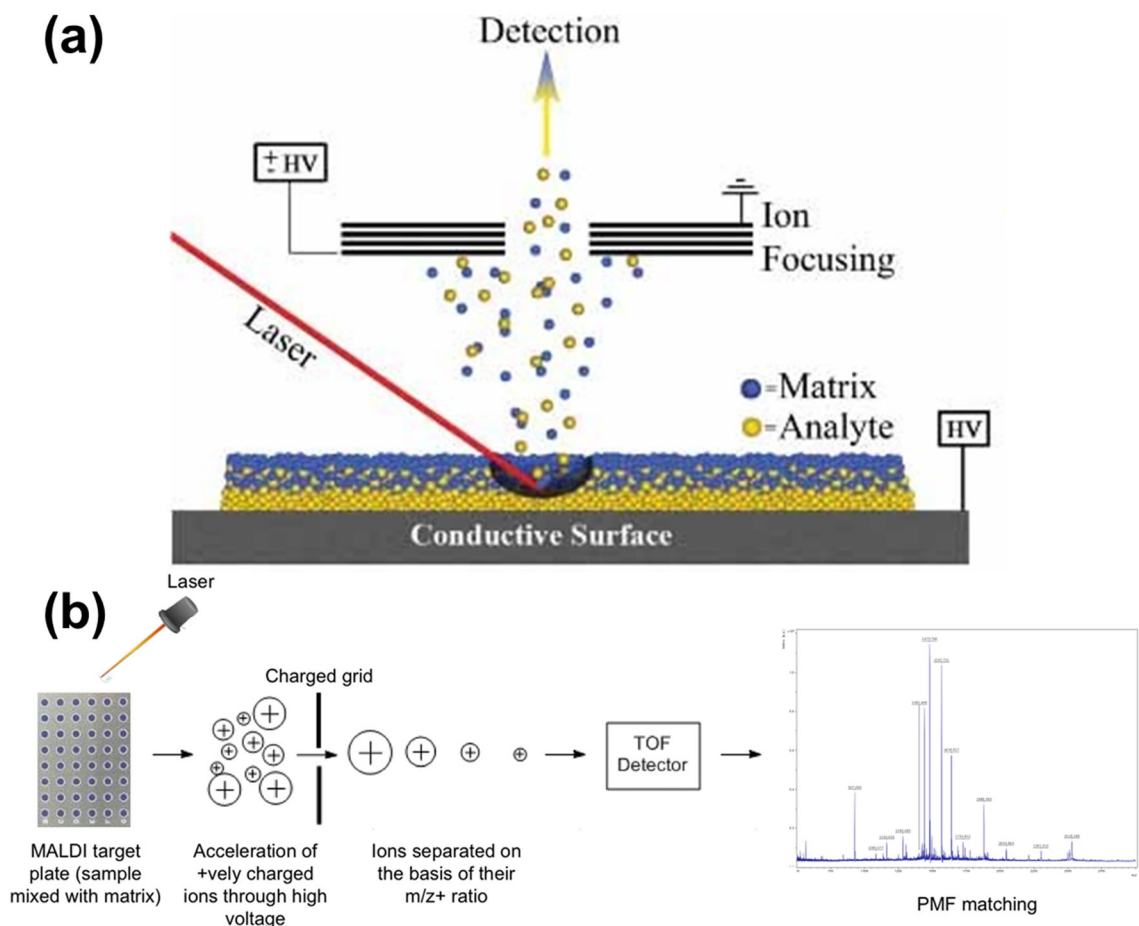 (a)
Detection
± HV
Ion
Focusing
Laser
=Matrix
=Analyte
HV
Conductive Surface
(b)
Laser
Charged grid
TOF
Detector
MALDI target
plate (sample
mixed with matrix)
Acceleration of
+vely charged
ions through high
voltage
Ions separated on
the basis of their
m/z+ ratio
PMF matching